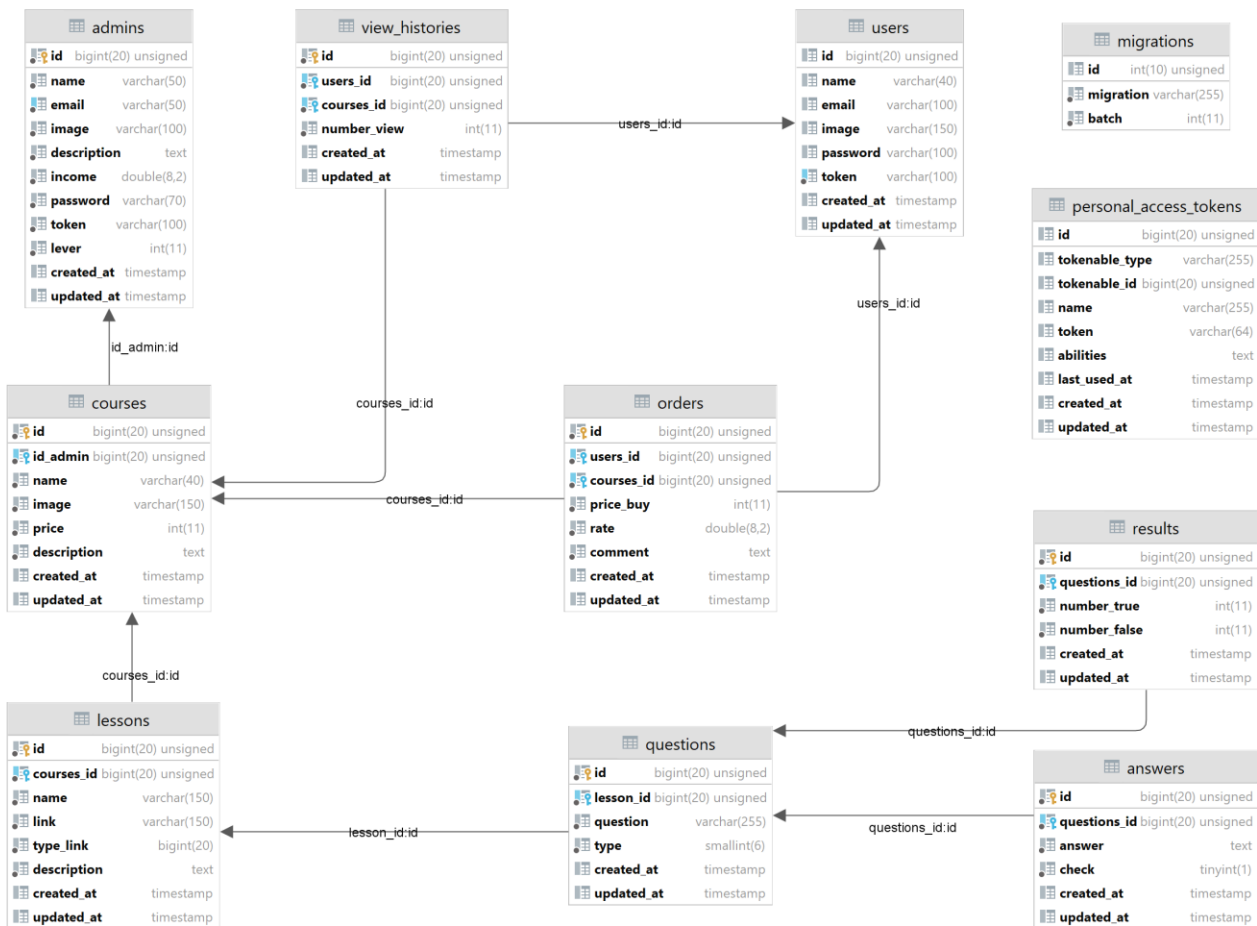 admins
id bigint(20) unsigned
name varchar(50)
email varchar(50)
image varchar(100)
description text
income double(8,2)
password varchar(70)
token varchar(100)
lever int(11)
created_at timestamp
updated_at timestamp
view_histories
id bigint(20) unsigned
users_id bigint(20) unsigned
courses_id bigint(20) unsigned
number_view int(11)
created_at timestamp
updated_at timestamp
users
id bigint(20) unsigned
name varchar(40)
email varchar(100)
image varchar(150)
password varchar(100)
token varchar(100)
created_at timestamp
updated_at timestamp
migrations
id int(10) unsigned
migration varchar(255)
batch int(11)
users_id:id
personal_access_tokens
id bigint(20) unsigned
tokenable_type varchar(255)
tokenable_id bigint(20) unsigned
name varchar(255)
token varchar(64)
abilities text
last_used_at timestamp
created_at timestamp
updated_at timestamp
users_id:id
id_admin:id
courses_id:id
courses
id bigint(20) unsigned
id_admin bigint(20) unsigned
name varchar(40)
image varchar(150)
price int(11)
description text
created_at timestamp
updated_at timestamp
courses_id:id
orders
id bigint(20) unsigned
users_id bigint(20) unsigned
courses_id bigint(20) unsigned
price_buy int(11)
rate double(8,2)
comment text
created_at timestamp
updated_at timestamp
results
id bigint(20) unsigned
questions_id bigint(20) unsigned
number_true int(11)
number_false int(11)
created_at timestamp
updated_at timestamp
courses_id:id
lessons
id bigint(20) unsigned
courses_id bigint(20) unsigned
name varchar(150)
link varchar(150)
type_link bigint(20)
description text
created_at timestamp
updated_at timestamp
lesson_id:id
questions
id bigint(20) unsigned
lesson_id bigint(20) unsigned
question varchar(255)
type smallint(6)
created_at timestamp
updated_at timestamp
questions_id:id
questions_id:id
answers
id bigint(20) unsigned
questions_id bigint(20) unsigned
answer text
check tinyint(1)
created_at timestamp
updated_at timestamp